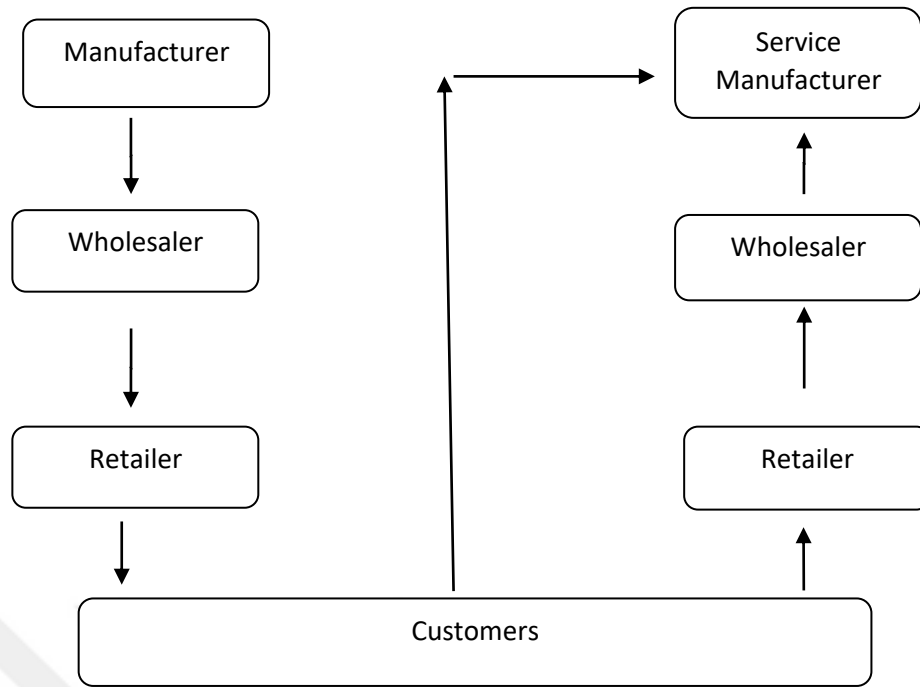 Manufacturer
Service
Manufacturer
Wholesaler
Wholesaler
Retailer
Retailer
Customers